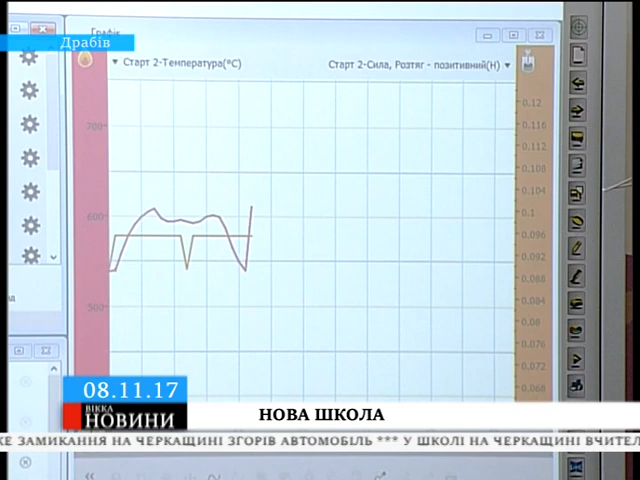 Графік
Драбів
Старт 2-Температура(°C)
Старт 2-Сила, Розтяг - позитивний(Н)
700
600
500
0.12
0.116
0.112
0.108
0.104
0.1
0.096
0.092
0.088
0.084
0.08
0.076
0.072
0.068
08.11.17
ВІККА
НОВИНИ
НОВА ШКОЛА
КЕ ЗАМИКАННЯ НА ЧЕРКАЩИНІ ЗГОРІВ АВТОМОБІЛЬ *** У ШКОЛІ НА ЧЕРКАЩИНІ ВЧИТЕЛ